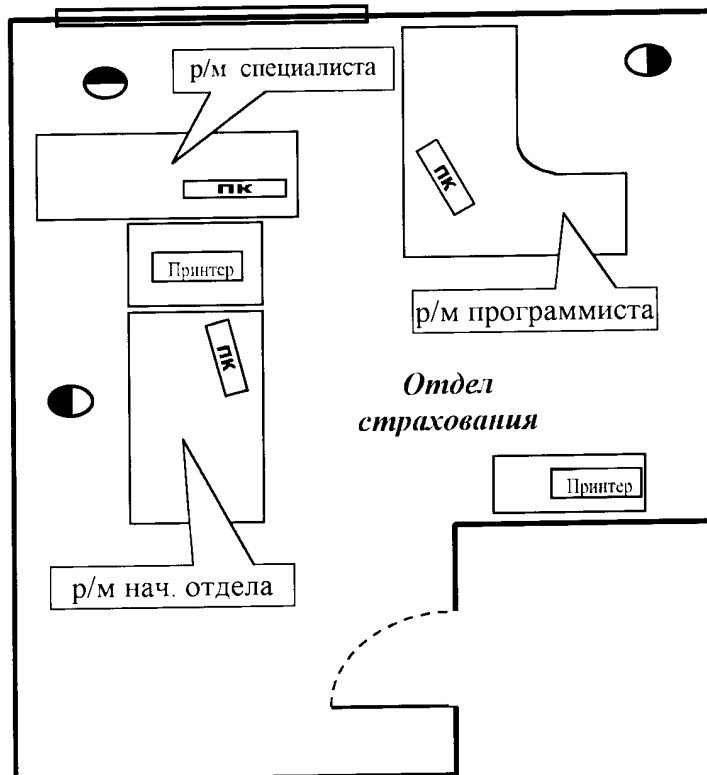 р/м специалиста
ПК
ПК
Принтер
р/м программиста
ПК
Отдел
страхования
Принтер
р/м нач. отдела